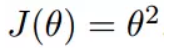 J(θ) = θ²